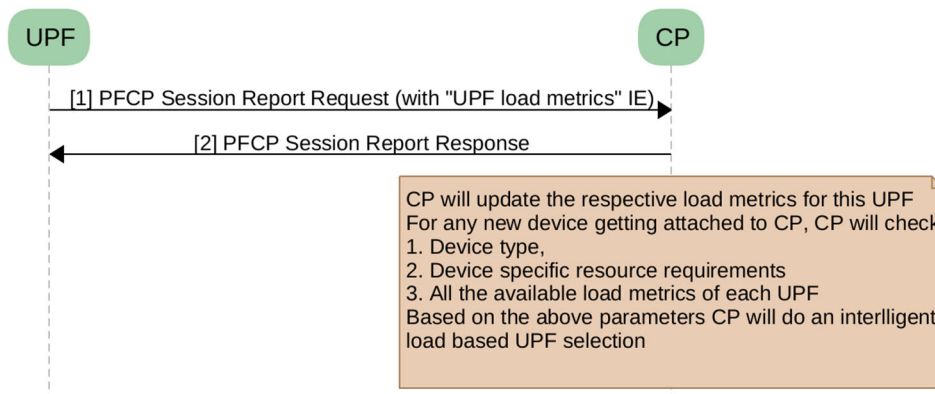 UPF CP
[1] PFCP Session Report Request (with "UPF load metrics" IE)
[2] PFCP Session Report Response
CP will update the respective load metrics for this UPF
For any new device getting attached to CP, CP will check
1. Device type,
2. Device specific resource requirements
3. All the available load metrics of each UPF
Based on the above parameters CP will do an interlligent
load based UPF selection